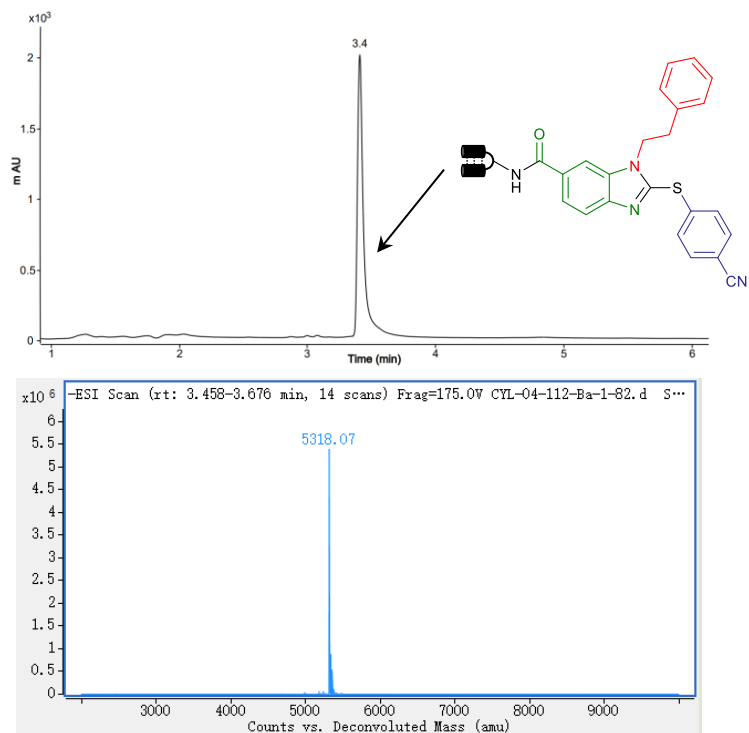 x10³
3.4
2
1.5
1
0.5
0
m AU
1 2 3 4 5 6
Time (min)
O
N
H
N
N
S
CN
x10 6
-ESI Scan (rt: 3.458-3.676 min, 14 scans) Frag=175.0V CYL-04-112-Ba-1-82.d S···
6
5.5
5
4.5
4
3.5
3
2.5
2
1.5
1
0.5
0
5318.07
3000 4000 5000 6000 7000 8000 9000
Counts vs. Deconvoluted Mass (amu)